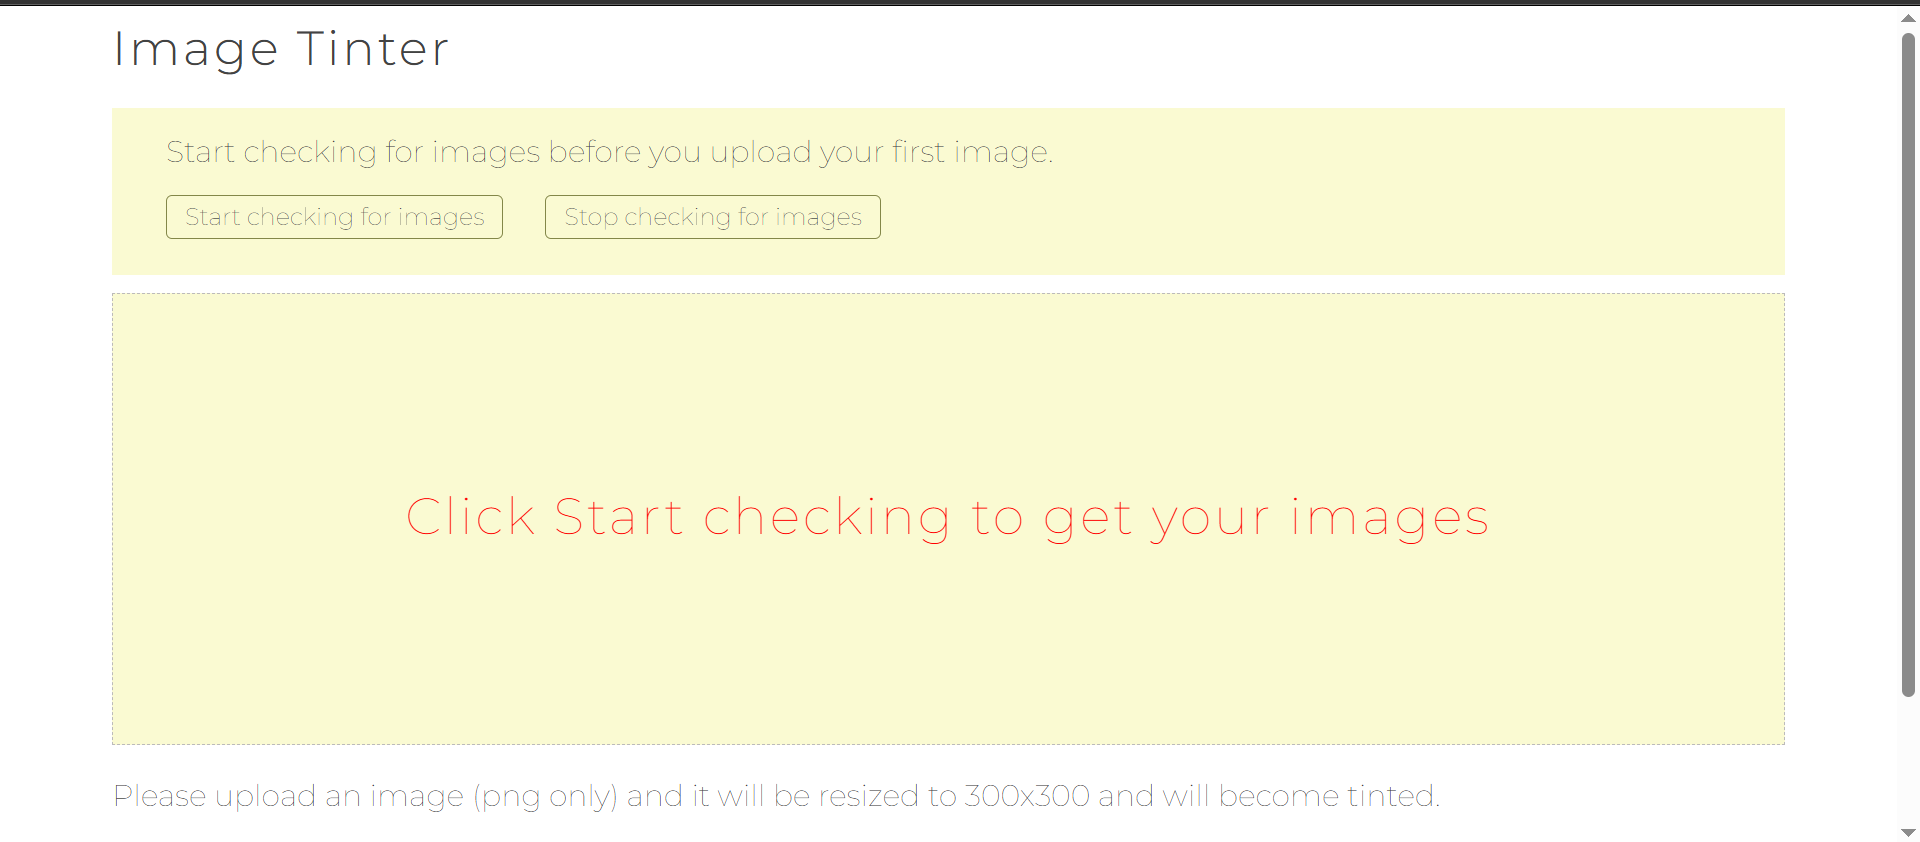 Image Tinter
Start checking for images before you upload your first image.
Start checking for images
Stop checking for images
Click Start checking to get your images
Please upload an image (png only) and it will be resized to 300x300 and will become tinted.